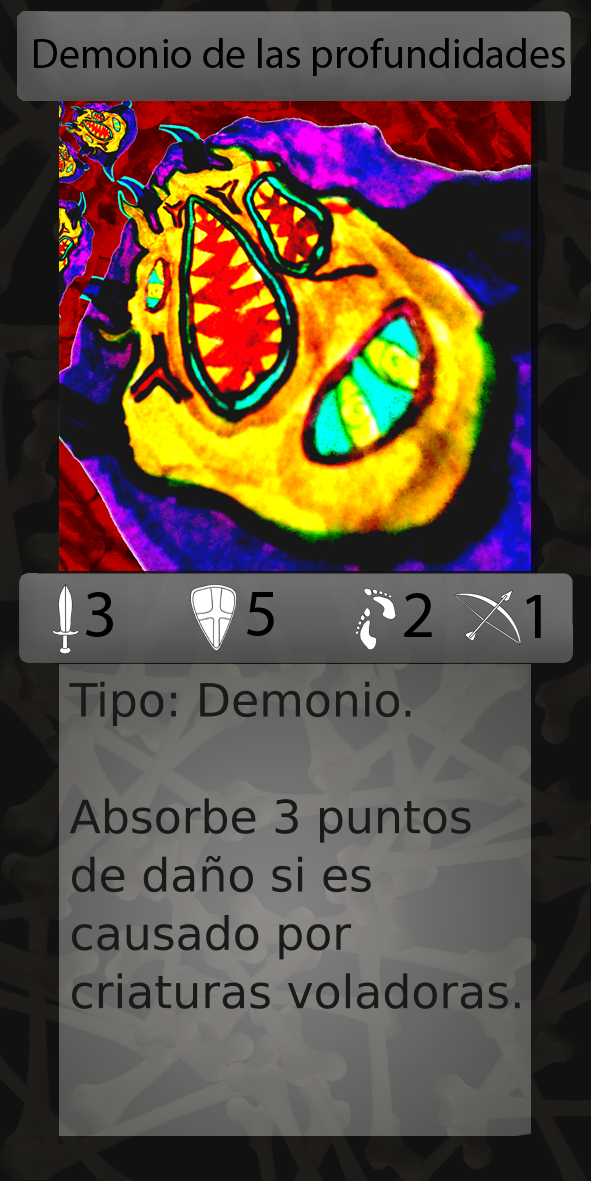 Demonio de las profundidades
3 5 2 1
Tipo: Demonio.
Absorbe 3 puntos
de daño si es
causado por
criaturas voladoras.